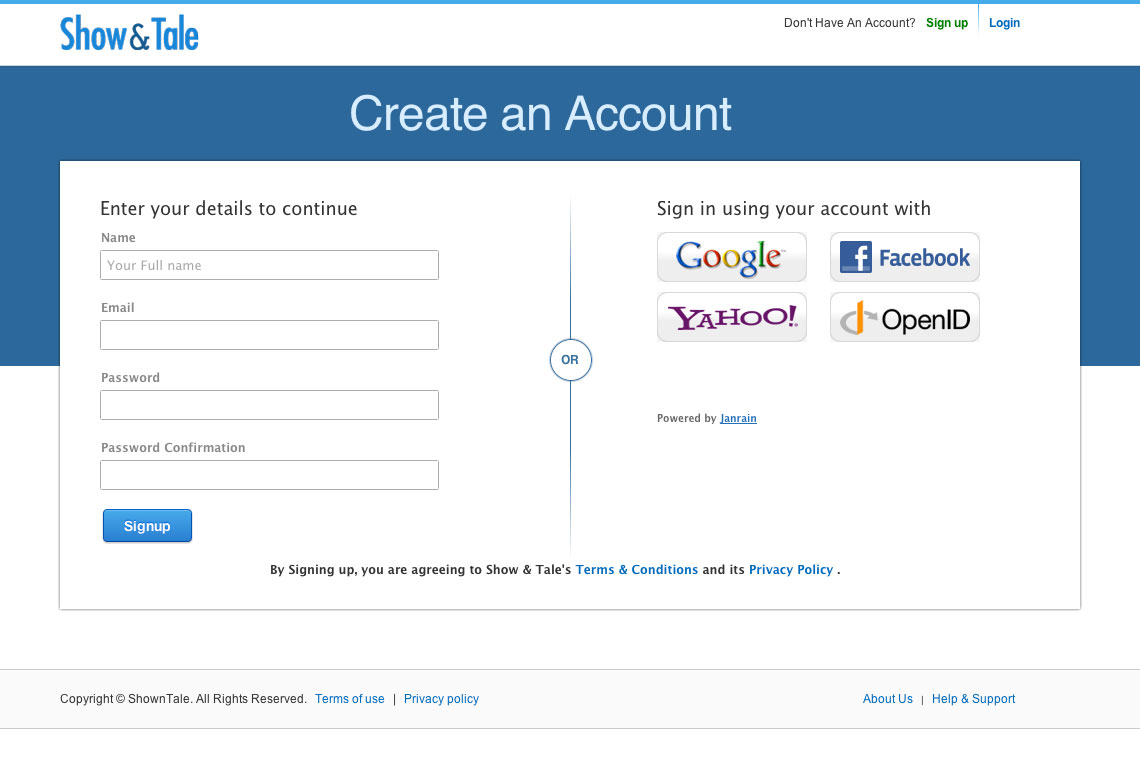 Show & Tale
Don't Have An Account? Sign up Login
Create an Account
Enter your details to continue
Name
Your Full name
Email
Password
Password Confirmation
Signup
OR
Sign in using your account with
Google™
Facebook
YAHOO!
OpenID
Powered by Janrain
By Signing up, you are agreeing to Show & Tale's Terms & Conditions and its Privacy Policy .
Copyright © ShownTale. All Rights Reserved. Terms of use | Privacy policy
About Us | Help & Support